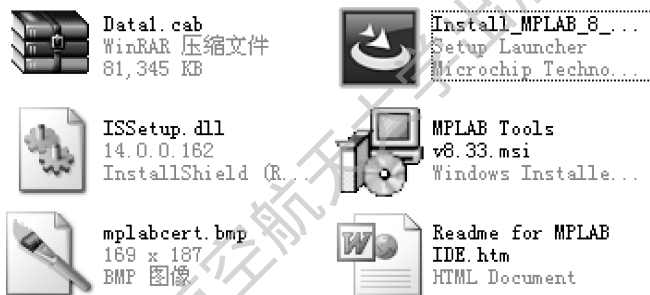 Data1.cab
WinRAR 压缩文件
81,345 KB
Install_MPLAB_8_...
Setup Launcher
Microchip Techno...
ISSetup.dll
14.0.0.162
InstallShield (R...
MPLAB Tools
v8.33.msi
Windows Installe...
mplabcert.bmp
169 x 187
BMP 图像
Readme for MPLAB
IDE.htm
HTML Document